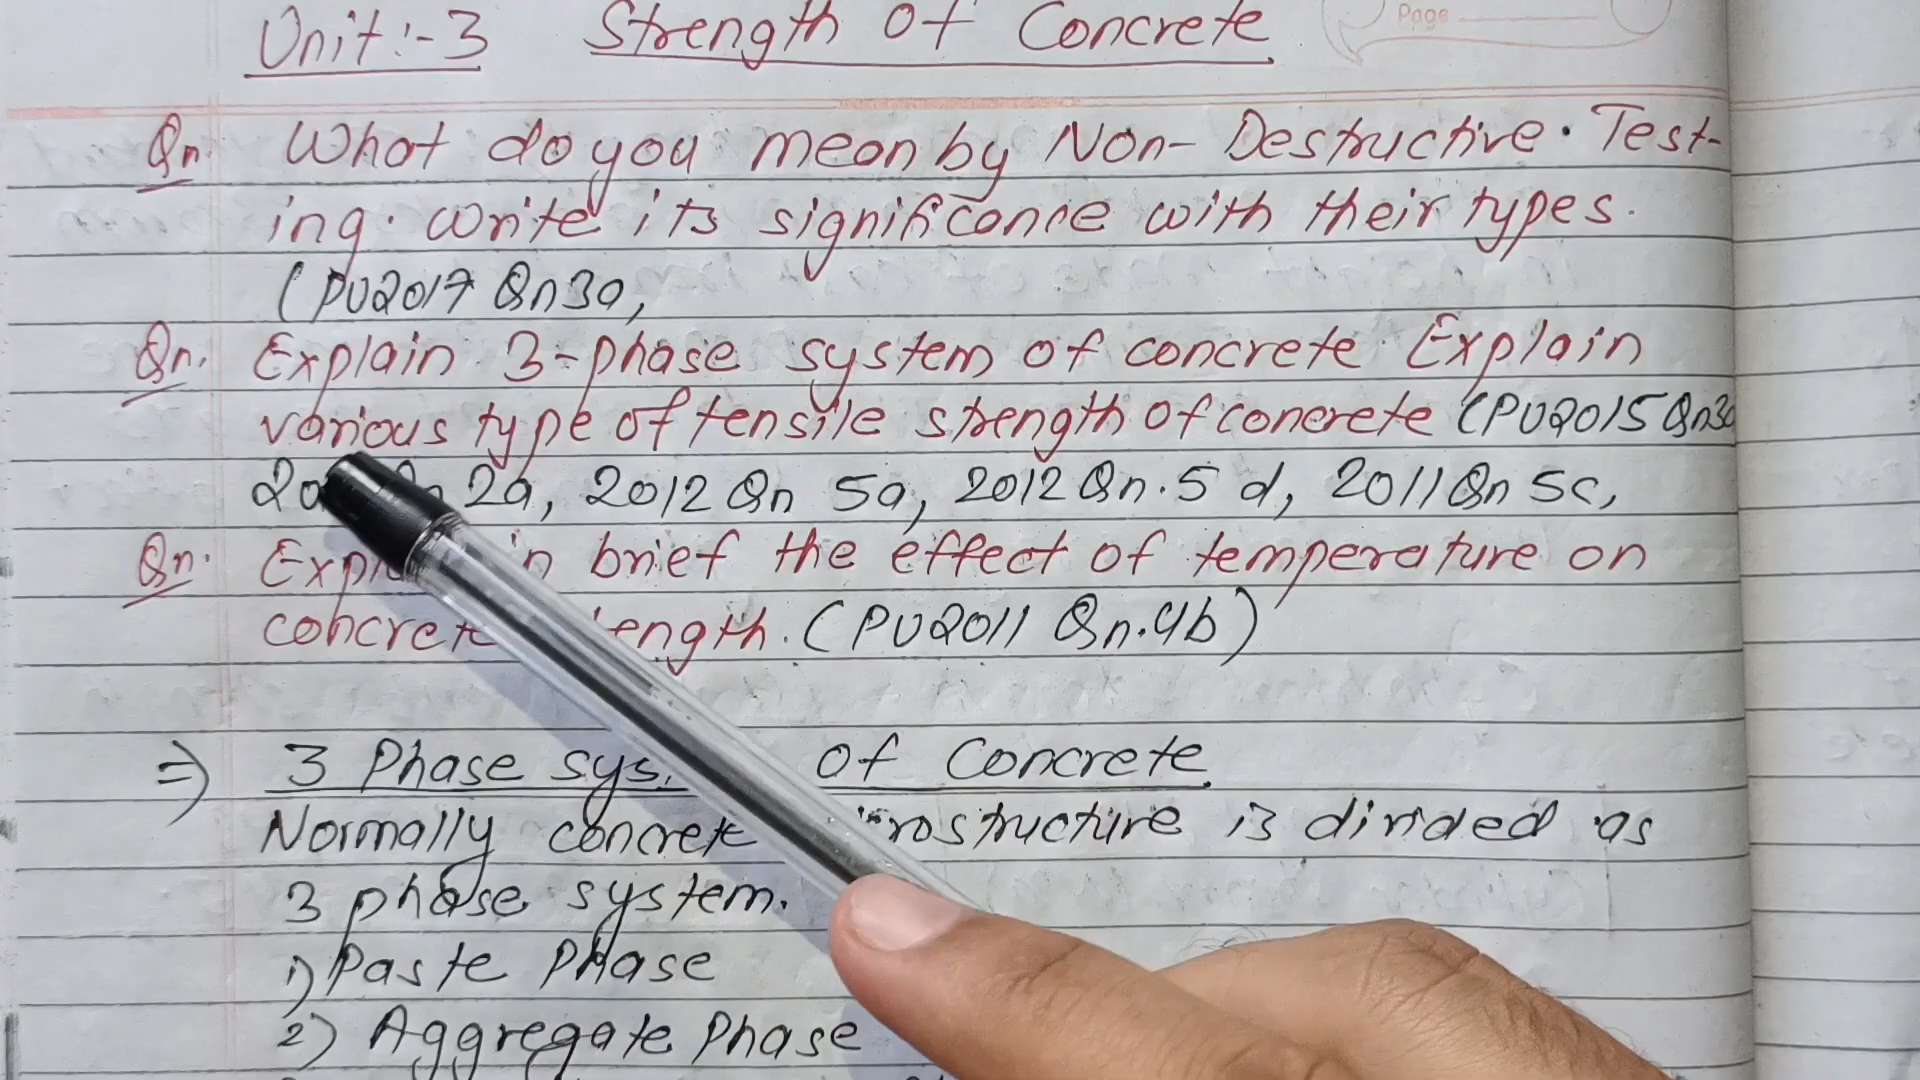 Page
Unit:-3 Strength Of Concrete
Qn. What do you mean by Non-Destructive. Test-
ing. Write its significance with their types.
(PU2017 Qn3a,
Qn. Explain 3-phase system of concrete. Explain
various type of tensile strength of concrete (PU2015 Qn3a
2a, 2012 Qn 5a, 2012 Qn.5 d, 2011 Qn 5c,
Qn. in brief the effect of temperature on
concrete (PU2011 Qn.4b)
=> 3 Phase of Concrete
Normally concrete is divided as
3 phase system.
1) Paste Phase
2) Aggregate Phase